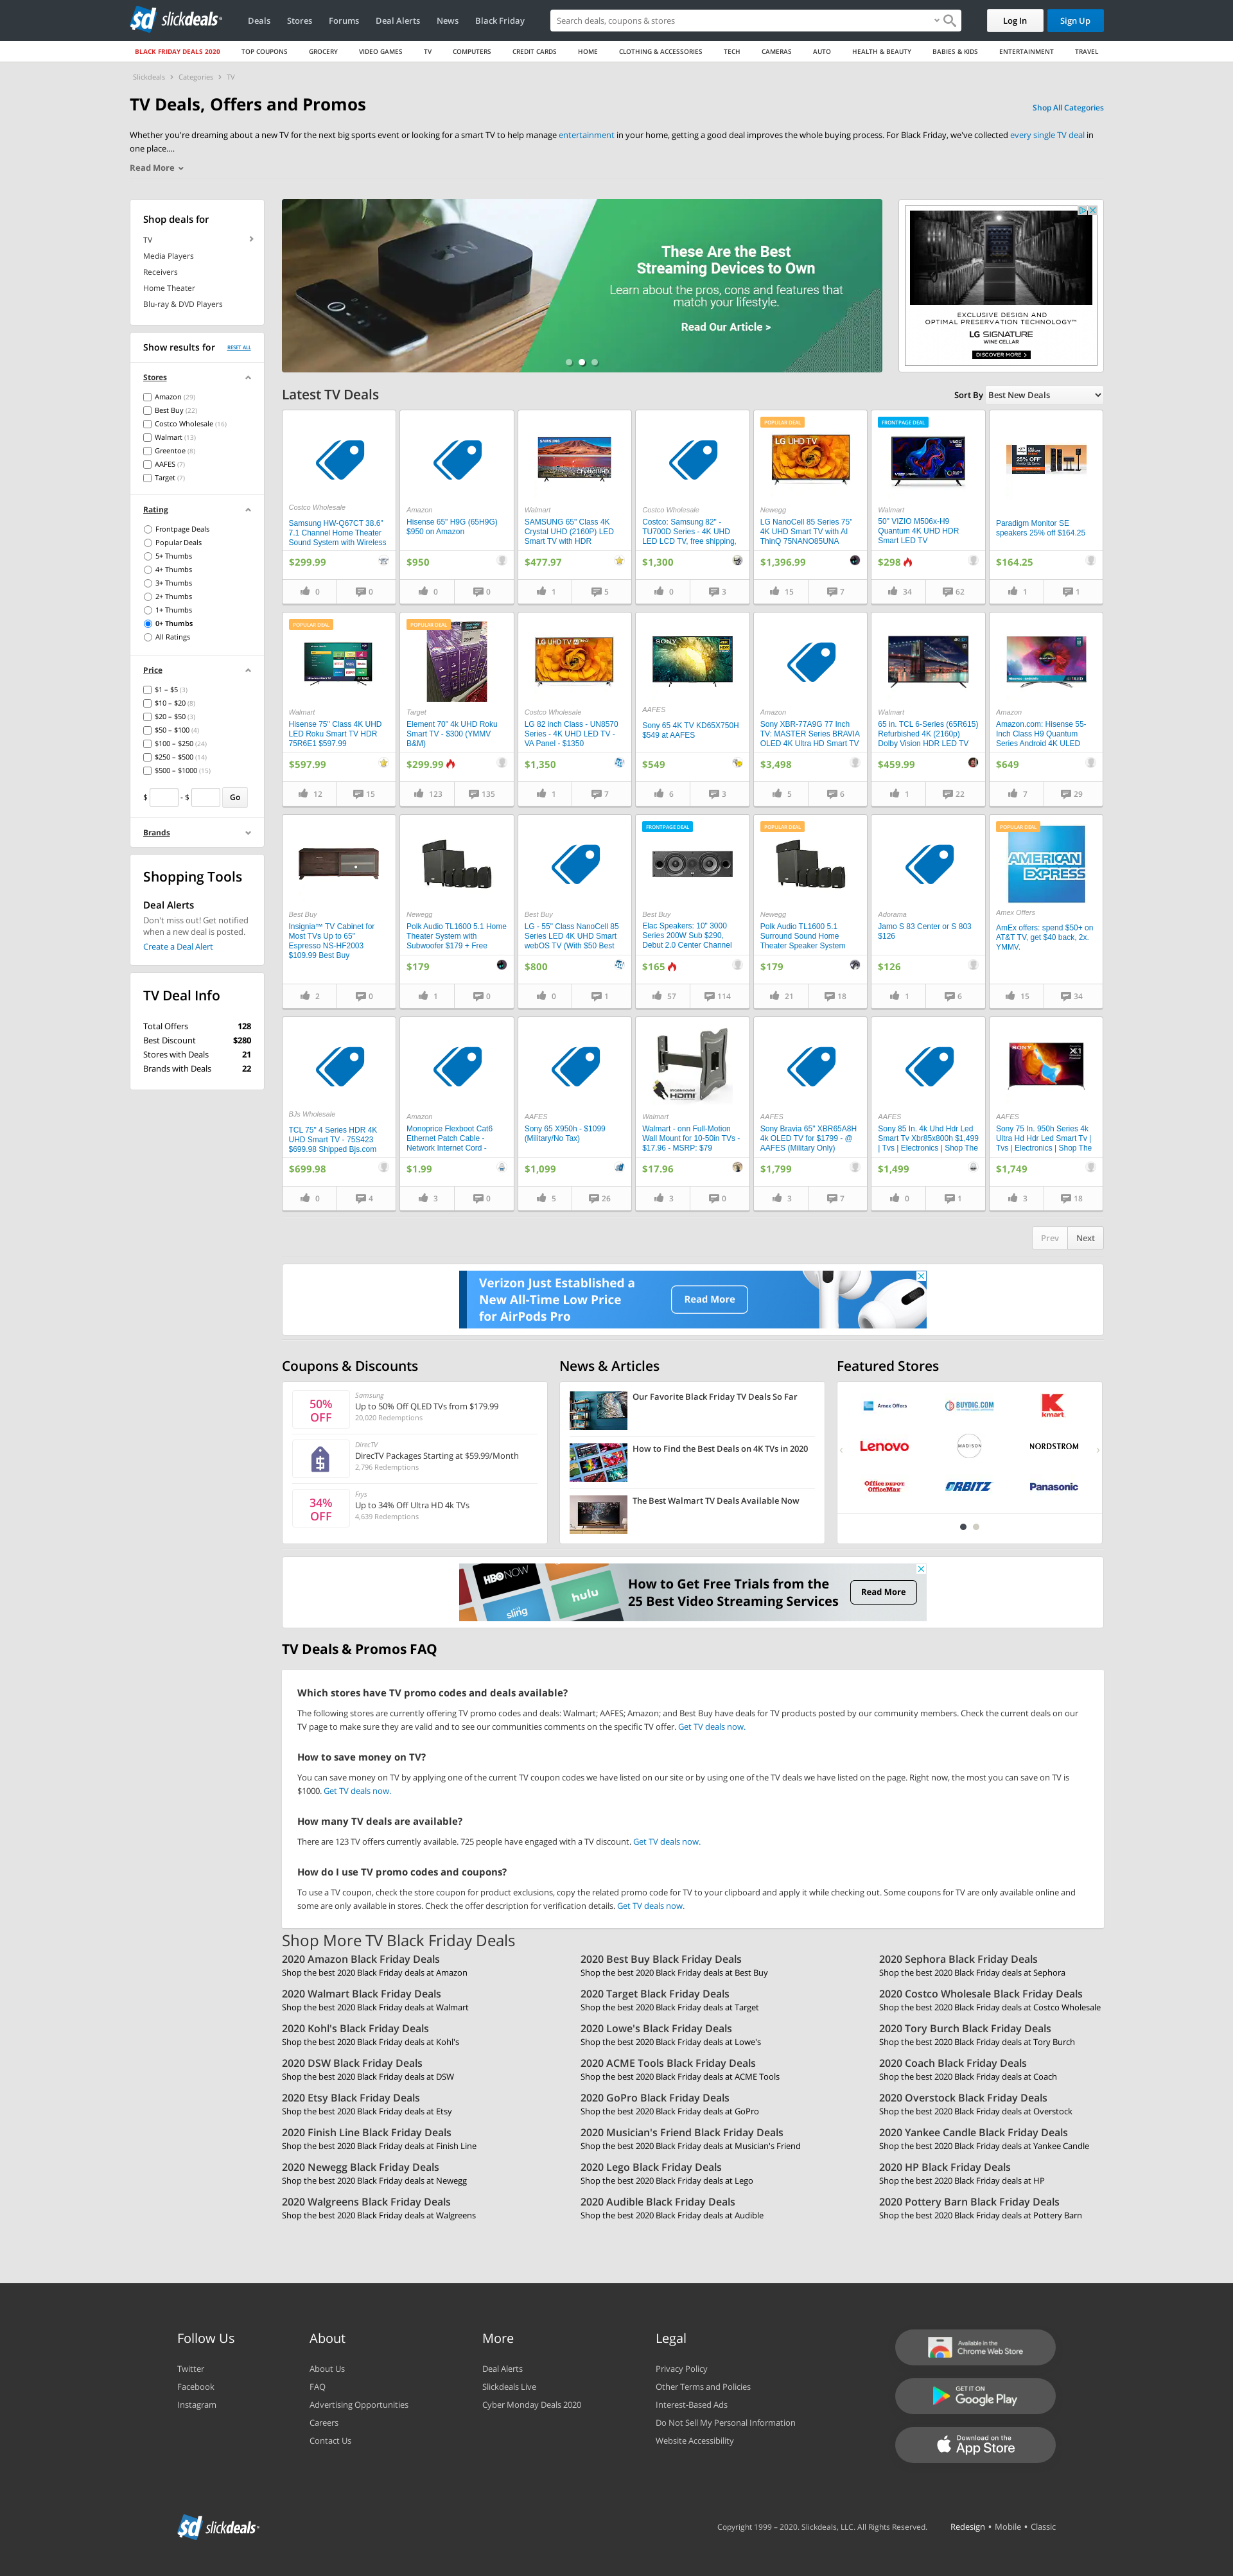 slickdeals
Deals Stores Forums Deal Alerts News Black Friday
Search deals, coupons & stores
Log In
Sign Up
BLACK FRIDAY DEALS 2020 TOP COUPONS GROCERY VIDEO GAMES TV COMPUTERS CREDIT CARDS HOME CLOTHING & ACCESSORIES TECH CAMERAS AUTO HEALTH & BEAUTY BABIES & KIDS ENTERTAINMENT TRAVEL
Slickdeals > Categories > TV
TV Deals, Offers and Promos
Shop All Categories
Whether you're dreaming about a new TV for the next big sports event or looking for a smart TV to help manage entertainment in your home, getting a good deal improves the whole buying process. For Black Friday, we've collected every single TV deal in
one place....
Read More
Shop deals for
TV
Media Players
Receivers
Home Theater
Blu-ray & DVD Players
Show results for
RESET ALL
Stores
Amazon (29)
Best Buy (22)
Costco Wholesale (16)
Walmart (13)
Greentoe (8)
AAFES (7)
Target (7)
Rating
Frontpage Deals
Popular Deals
5+ Thumbs
4+ Thumbs
3+ Thumbs
2+ Thumbs
1+ Thumbs
0+ Thumbs
All Ratings
Price
$1 – $5 (3)
$10 – $20 (8)
$20 – $50 (3)
$50 – $100 (4)
$100 – $250 (24)
$250 – $500 (14)
$500 – $1000 (15)
$ - $ Go
Brands
Shopping Tools
Deal Alerts
Don't miss out! Get notified
when a new deal is posted.
Create a Deal Alert
TV Deal Info
Total Offers 128
Best Discount $280
Stores with Deals 21
Brands with Deals 22
These Are the Best
Streaming Devices to Own
Learn about the pros, cons and features that
match your lifestyle.
Read Our Article >
EXCLUSIVE DESIGN AND
OPTIMAL PRESERVATION TECHNOLOGY™
LG SIGNATURE
WINE CELLAR
DISCOVER MORE >
Latest TV Deals
Sort By Best New Deals
Costco Wholesale
Samsung HW-Q67CT 38.6"
7.1 Channel Home Theater
Sound System with Wireless
$299.99
0 0
Amazon
Hisense 65" H9G (65H9G)
$950 on Amazon
$950
0 0
SAMSUNG
Crystal UHD
Walmart
SAMSUNG 65" Class 4K
Crystal UHD (2160P) LED
Smart TV with HDR
$477.97
1 5
Costco Wholesale
Costco: Samsung 82" -
TU700D Series - 4K UHD
LED LCD TV, free shipping,
$1,300
0 3
POPULAR DEAL
LG UHD TV
Newegg
LG NanoCell 85 Series 75"
4K UHD Smart TV with AI
ThinQ 75NANO85UNA
$1,396.99
15 7
FRONTPAGE DEAL
Walmart
50" VIZIO M506x-H9
Quantum 4K UHD HDR
Smart LED TV
$298
34 62
25% OFF
Paradigm Monitor SE
speakers 25% off $164.25
$164.25
1 1
POPULAR DEAL
Walmart
Hisense 75" Class 4K UHD
LED Roku Smart TV HDR
75R6E1 $597.99
$597.99
12 15
POPULAR DEAL
Target
Element 70" 4k UHD Roku
Smart TV - $300 (YMMV
B&M)
$299.99
123 135
LG UHD TV
Costco Wholesale
LG 82 inch Class - UN8570
Series - 4K UHD LED TV -
VA Panel - $1350
$1,350
1 7
SONY
AAFES
Sony 65 4K TV KD65X750H
$549 at AAFES
$549
6 3
Amazon
Sony XBR-77A9G 77 Inch
TV: MASTER Series BRAVIA
OLED 4K Ultra HD Smart TV
$3,498
5 6
Walmart
65 in. TCL 6-Series (65R615)
Refurbished 4K (2160p)
Dolby Vision HDR LED TV
$459.99
1 22
Amazon
Amazon.com: Hisense 55-
Inch Class H9 Quantum
Series Android 4K ULED
$649
7 29
Best Buy
Insignia™ TV Cabinet for
Most TVs Up to 65"
Espresso NS-HF2003
$109.99 Best Buy
2 0
Newegg
Polk Audio TL1600 5.1 Home
Theater System with
Subwoofer $179 + Free
$179
1 0
Best Buy
LG - 55" Class NanoCell 85
Series LED 4K UHD Smart
webOS TV (With $50 Best
$800
0 1
FRONTPAGE DEAL
Best Buy
Elac Speakers: 10" 3000
Series 200W Sub $290,
Debut 2.0 Center Channel
$165
57 114
POPULAR DEAL
Newegg
Polk Audio TL1600 5.1
Surround Sound Home
Theater Speaker System
$179
21 18
Adorama
Jamo S 83 Center or S 803
$126
$126
1 6
POPULAR DEAL
AMERICAN
EXPRESS
Amex Offers
AmEx offers: spend $50+ on
AT&T TV, get $40 back, 2x.
YMMV.
15 34
BJs Wholesale
TCL 75" 4 Series HDR 4K
UHD Smart TV - 75S423
$699.98 Shipped Bjs.com
$699.98
0 4
Amazon
Monoprice Flexboot Cat6
Ethernet Patch Cable -
Network Internet Cord -
$1.99
3 0
AAFES
Sony 65 X950h - $1099
(Military/No Tax)
$1,099
5 26
HDMI
Walmart
Walmart - onn Full-Motion
Wall Mount for 10-50in TVs -
$17.96 - MSRP: $79
$17.96
3 0
AAFES
Sony Bravia 65" XBR65A8H
4k OLED TV for $1799 - @
AAFES (Military Only)
$1,799
3 7
AAFES
Sony 85 In. 4k Uhd Hdr Led
Smart Tv Xbr85x800h $1,499
| Tvs | Electronics | Shop The
$1,499
0 1
SONY
X1
AAFES
Sony 75 In. 950h Series 4k
Ultra Hd Hdr Led Smart Tv |
Tvs | Electronics | Shop The
$1,749
3 18
Prev Next
Verizon Just Established a
New All-Time Low Price
for AirPods Pro
Read More
Coupons & Discounts
50%
OFF
Samsung
Up to 50% Off QLED TVs from $179.99
20,020 Redemptions
DirecTV
DirecTV Packages Starting at $59.99/Month
2,796 Redemptions
34%
OFF
Frys
Up to 34% Off Ultra HD 4k TVs
4,639 Redemptions
News & Articles
Our Favorite Black Friday TV Deals So Far
How to Find the Best Deals on 4K TVs in 2020
The Best Walmart TV Deals Available Now
Featured Stores
Amex Offers
BUYDIG.COM
kmart
Lenovo
MADISON
NORDSTROM
Office DEPOT
OfficeMax
ORBITZ
Panasonic
HBO NOW
sling
hulu
How to Get Free Trials from the
25 Best Video Streaming Services
Read More
TV Deals & Promos FAQ
Which stores have TV promo codes and deals available?
The following stores are currently offering TV promo codes and deals: Walmart; AAFES; Amazon; and Best Buy have deals for TV products posted by our community members. Check the current deals on our
TV page to make sure they are valid and to see our communities comments on the specific TV offer. Get TV deals now.
How to save money on TV?
You can save money on TV by applying one of the current TV coupon codes we have listed on our site or by using one of the TV deals we have listed on the page. Right now, the most you can save on TV is
$1000. Get TV deals now.
How many TV deals are available?
There are 123 TV offers currently available. 725 people have engaged with a TV discount. Get TV deals now.
How do I use TV promo codes and coupons?
To use a TV coupon, check the store coupon for product exclusions, copy the related promo code for TV to your clipboard and apply it while checking out. Some coupons for TV are only available online and
some are only available in stores. Check the offer description for verification details. Get TV deals now.
Shop More TV Black Friday Deals
2020 Amazon Black Friday Deals
Shop the best 2020 Black Friday deals at Amazon
2020 Best Buy Black Friday Deals
Shop the best 2020 Black Friday deals at Best Buy
2020 Sephora Black Friday Deals
Shop the best 2020 Black Friday deals at Sephora
2020 Walmart Black Friday Deals
Shop the best 2020 Black Friday deals at Walmart
2020 Target Black Friday Deals
Shop the best 2020 Black Friday deals at Target
2020 Costco Wholesale Black Friday Deals
Shop the best 2020 Black Friday deals at Costco Wholesale
2020 Kohl's Black Friday Deals
Shop the best 2020 Black Friday deals at Kohl's
2020 Lowe's Black Friday Deals
Shop the best 2020 Black Friday deals at Lowe's
2020 Tory Burch Black Friday Deals
Shop the best 2020 Black Friday deals at Tory Burch
2020 DSW Black Friday Deals
Shop the best 2020 Black Friday deals at DSW
2020 ACME Tools Black Friday Deals
Shop the best 2020 Black Friday deals at ACME Tools
2020 Coach Black Friday Deals
Shop the best 2020 Black Friday deals at Coach
2020 Etsy Black Friday Deals
Shop the best 2020 Black Friday deals at Etsy
2020 GoPro Black Friday Deals
Shop the best 2020 Black Friday deals at GoPro
2020 Overstock Black Friday Deals
Shop the best 2020 Black Friday deals at Overstock
2020 Finish Line Black Friday Deals
Shop the best 2020 Black Friday deals at Finish Line
2020 Musician's Friend Black Friday Deals
Shop the best 2020 Black Friday deals at Musician's Friend
2020 Yankee Candle Black Friday Deals
Shop the best 2020 Black Friday deals at Yankee Candle
2020 Newegg Black Friday Deals
Shop the best 2020 Black Friday deals at Newegg
2020 Lego Black Friday Deals
Shop the best 2020 Black Friday deals at Lego
2020 HP Black Friday Deals
Shop the best 2020 Black Friday deals at HP
2020 Walgreens Black Friday Deals
Shop the best 2020 Black Friday deals at Walgreens
2020 Audible Black Friday Deals
Shop the best 2020 Black Friday deals at Audible
2020 Pottery Barn Black Friday Deals
Shop the best 2020 Black Friday deals at Pottery Barn
Follow Us
Twitter
Facebook
Instagram
About
About Us
FAQ
Advertising Opportunities
Careers
Contact Us
More
Deal Alerts
Slickdeals Live
Cyber Monday Deals 2020
Legal
Privacy Policy
Other Terms and Policies
Interest-Based Ads
Do Not Sell My Personal Information
Website Accessibility
Available in the
Chrome Web Store
GET IT ON
Google Play
Download on the
App Store
slickdeals
Copyright 1999 – 2020. Slickdeals, LLC. All Rights Reserved.
Redesign • Mobile • Classic